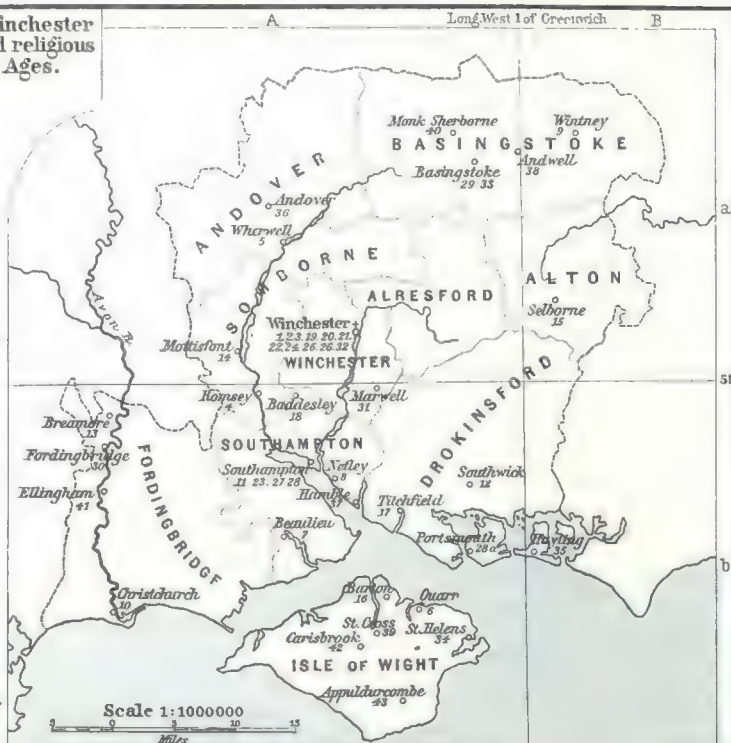 inchester
d religious
Ages.
A.
Long. West 1 of Greenwich
B
Monk Sherborne
40
Wintney
9
BASINGSTOKE
Basingstoke
29 33
Andwell
38
ANDOVER
Andover
36
a
Wherwell
5
SOMBORNE
ALTON
ALRESFORD
Selborne
15
Avon R.
Winchester
1. 2. 3. 19. 20. 21.
22. 24. 25. 26. 32
WINCHESTER
Mottisfont
14
51
Romsey
4
Baddesley
18
Marwell
31
DROKINSFORD
Breamore
13
SOUTHAMPTON
Fordingbridge
30
FORDINGBRIDGE
Southampton
11 23. 27 28
Netley
8
Southwick
12
Ellingham
41
Hamble
Titchfield
37
Beaulieu
7
Portsmouth
28a
Hayling
35
b
Christchurch
10
Barton
16
Quarr
6
St. Cross
39
St. Helens
34
Carisbrook
42
ISLE OF WIGHT
Appuldurcombe
43
Scale 1:1000000
5 0 5 10 15
Miles